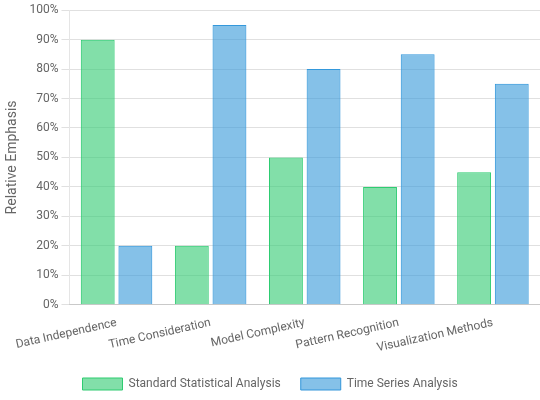 100%
90%
80%
70%
60%
50%
40%
30%
20%
10%
0%
Relative Emphasis
Data Independence
Time Consideration
Model Complexity
Pattern Recognition
Visualization Methods
Standard Statistical Analysis
Time Series Analysis